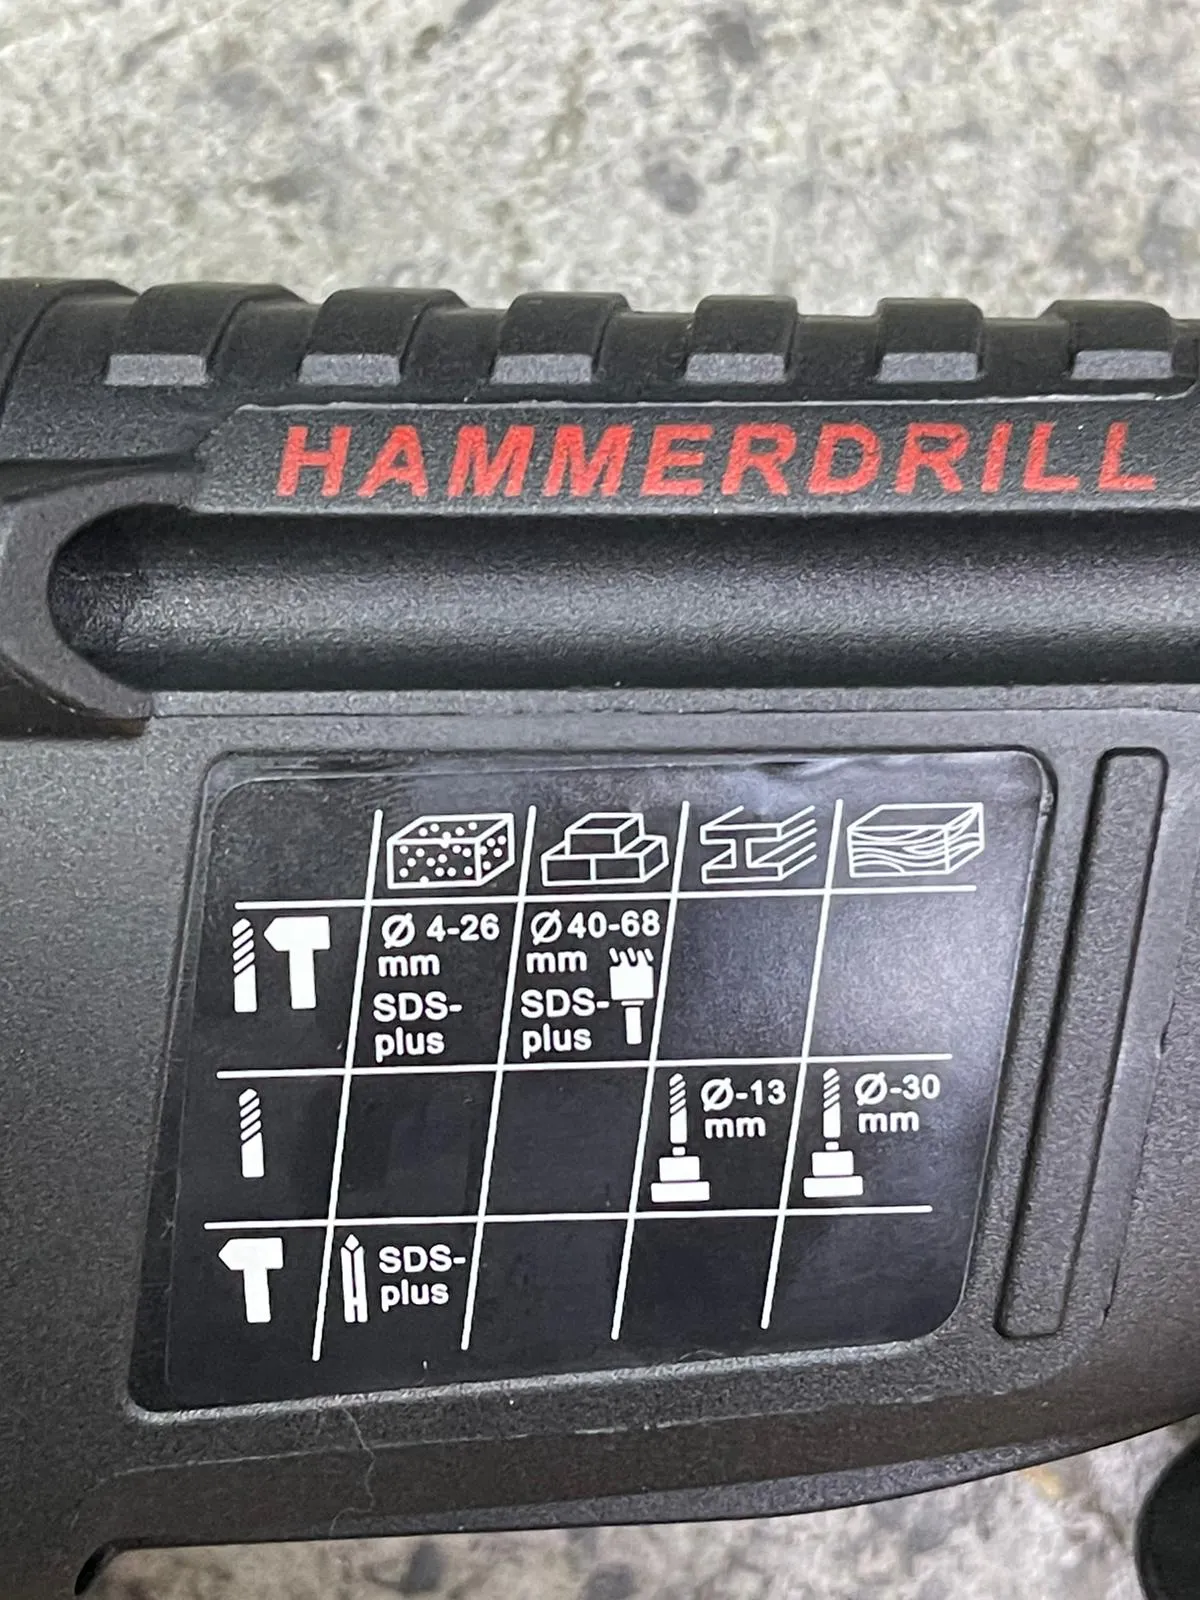 HAMMERDRILL
Ø 4-26
mm
SDS-
plus
Ø40-68
mm
SDS-
plus
Ø-13
mm
Ø-30
mm
SDS-
plus